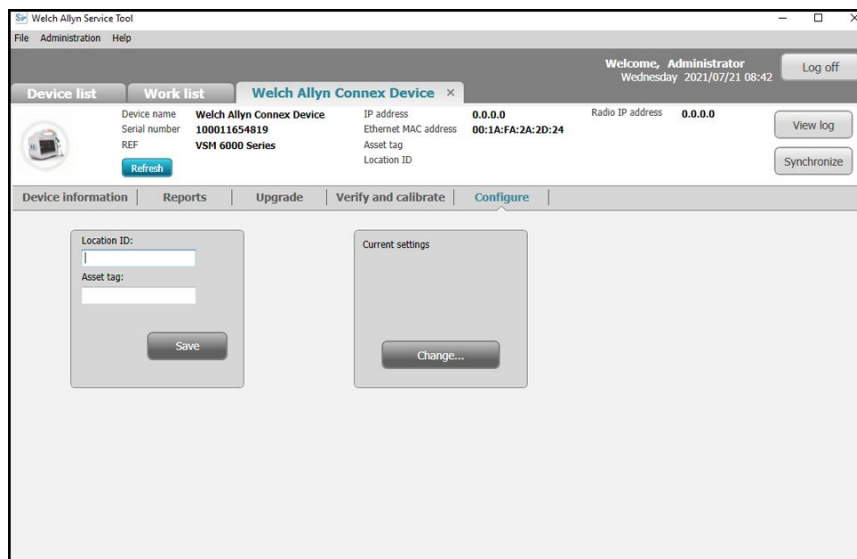 Welch Allyn Service Tool
File Administration Help
Welcome, Administrator
Wednesday 2021/07/21 08:42
Log off
Device list Work list Welch Allyn Connex Device ×
Device name Welch Allyn Connex Device IP address 0.0.0.0 Radio IP address 0.0.0.0
Serial number 100011654819 Ethernet MAC address 00:1A:FA:2A:2D:24
REF VSM 6000 Series Asset tag
Location ID
Refresh
View log
Synchronize
Device information Reports Upgrade Verify and calibrate Configure
Location ID:
Asset tag:
Save
Current settings
Change...